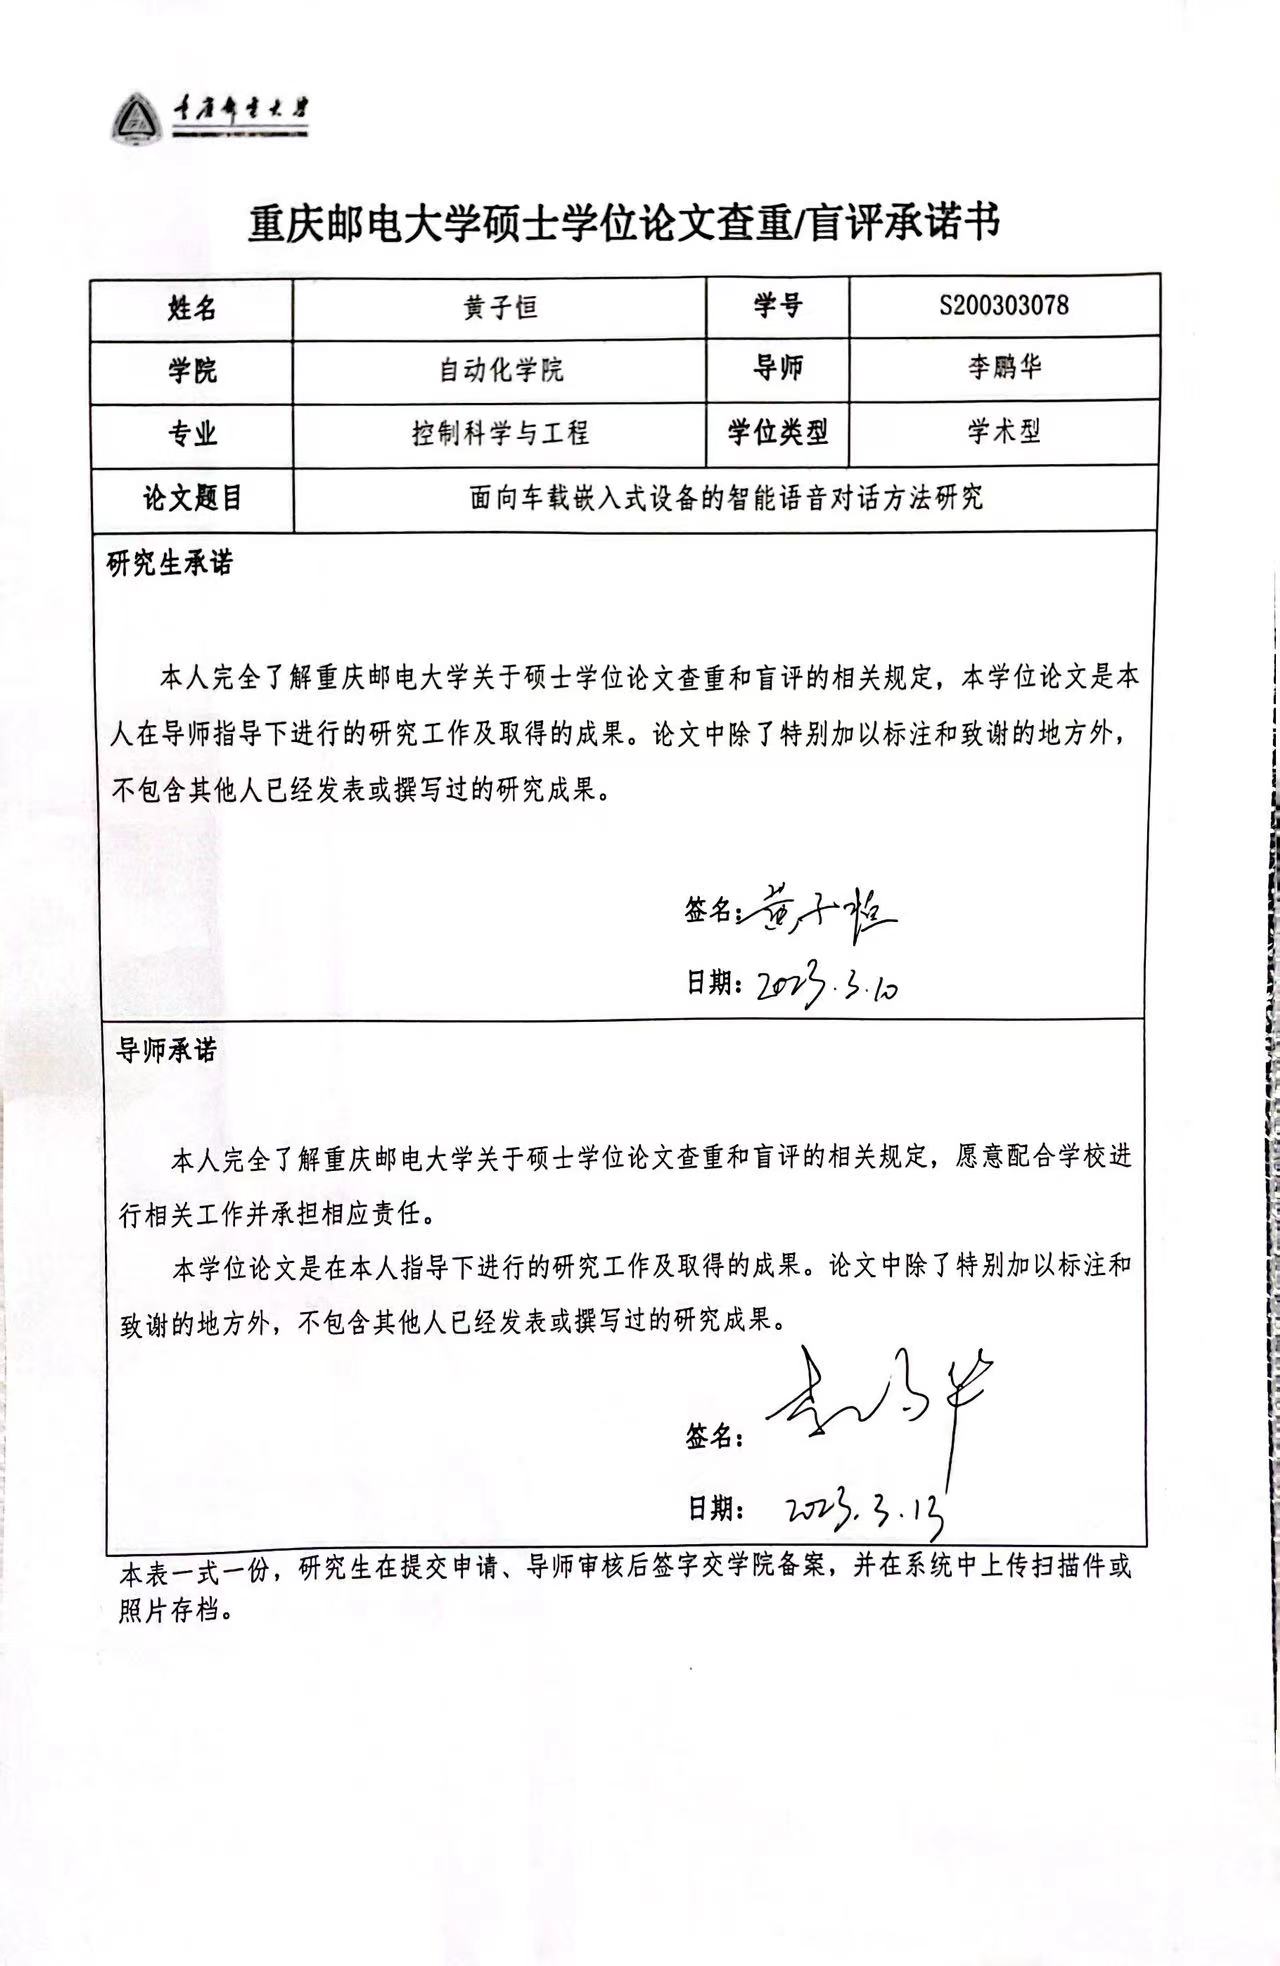 重庆邮电大学
重庆邮电大学硕士学位论文查重/盲评承诺书
姓名 黄子恒 学号 S200303078
学院 自动化学院 导师 李鹏华
专业 控制科学与工程 学位类型 学术型
论文题目 面向车载嵌入式设备的智能语音对话方法研究
研究生承诺
本人完全了解重庆邮电大学关于硕士学位论文查重和盲评的相关规定，本学位论文是本
人在导师指导下进行的研究工作及取得的成果。论文中除了特别加以标注和致谢的地方外，
不包含其他人已经发表或撰写过的研究成果。
签名：黄子恒
日期：2023.3.10
导师承诺
本人完全了解重庆邮电大学关于硕士学位论文查重和盲评的相关规定，愿意配合学校进
行相关工作并承担相应责任。
本学位论文是在本人指导下进行的研究工作及取得的成果。论文中除了特别加以标注和
致谢的地方外，不包含其他人已经发表或撰写过的研究成果。
签名：李鹏华
日期：2023.3.13
本表一式一份，研究生在提交申请、导师审核后签字交学院备案，并在系统中上传扫描件或
照片存档。